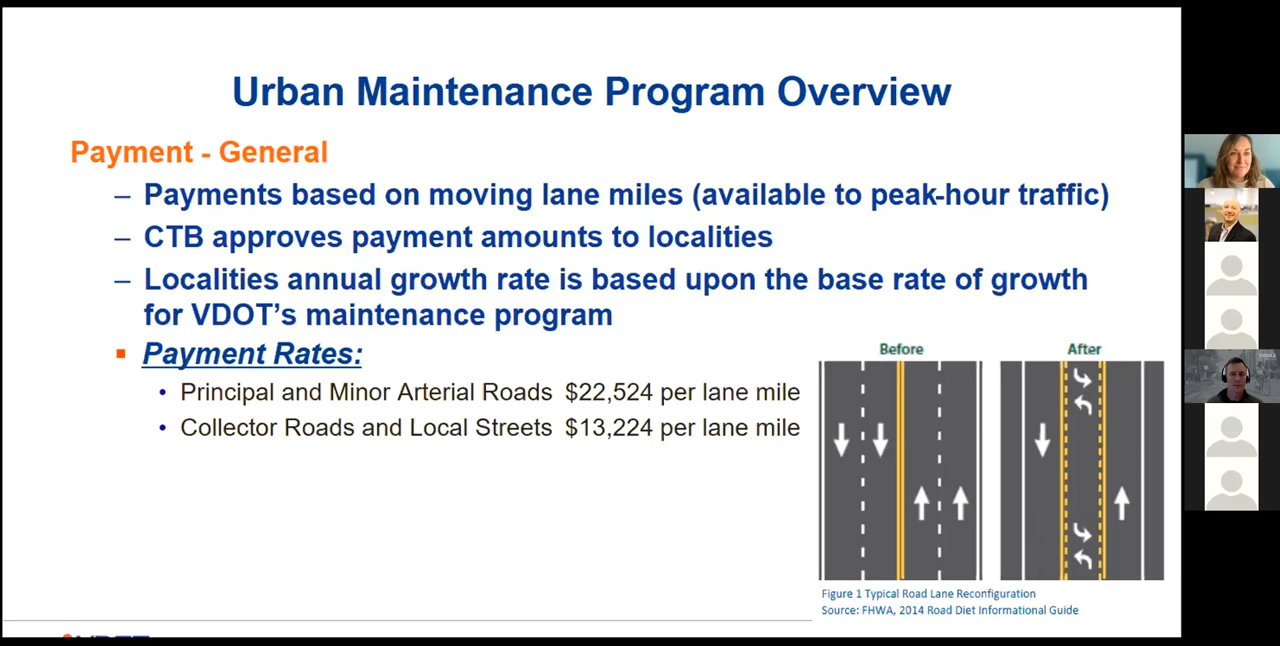 Urban Maintenance Program Overview
Payment - General
– Payments based on moving lane miles (available to peak-hour traffic)
– CTB approves payment amounts to localities
– Localities annual growth rate is based upon the base rate of growth
for VDOT’s maintenance program
▪ Payment Rates:
• Principal and Minor Arterial Roads $22,524 per lane mile
• Collector Roads and Local Streets $13,224 per lane mile
Before
After
Figure 1 Typical Road Lane Reconfiguration
Source: FHWA, 2014 Road Diet Informational Guide